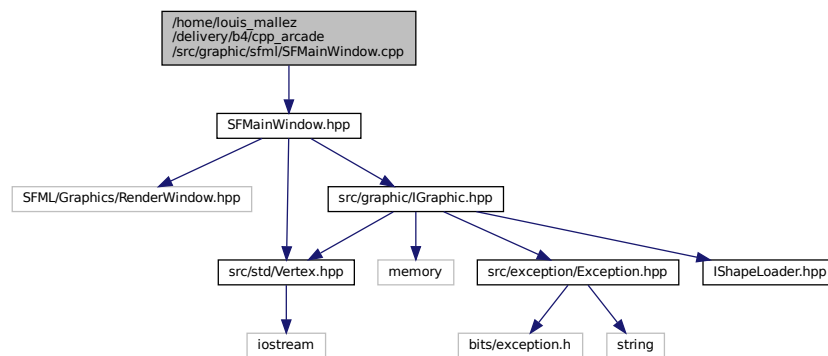 /home/louis_mallez
/delivery/b4/cpp_arcade
/src/graphic/sfml/SFMainWindow.cpp
SFMainWindow.hpp
SFML/Graphics/RenderWindow.hpp
src/graphic/IGraphic.hpp
src/std/Vertex.hpp
memory
src/exception/Exception.hpp
IShapeLoader.hpp
iostream
bits/exception.h
string